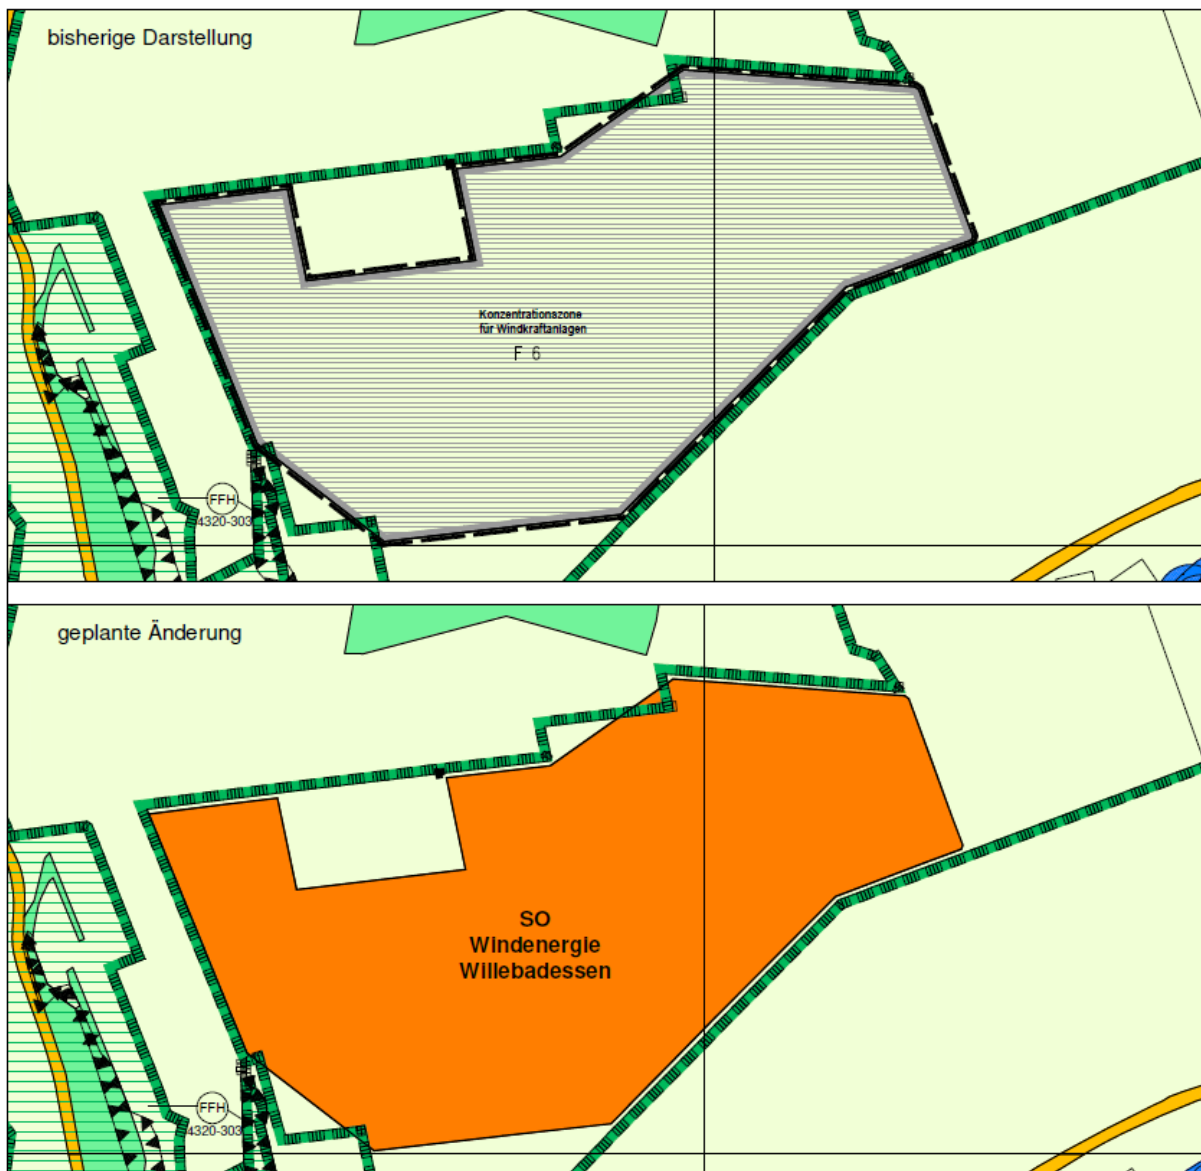 bisherige Darstellung
Konzentrationszone
für Windkraftanlagen
F 6
FFH
4320-303
geplante Änderung
SO
Windenergie
Willebadessen
FFH
4320-303